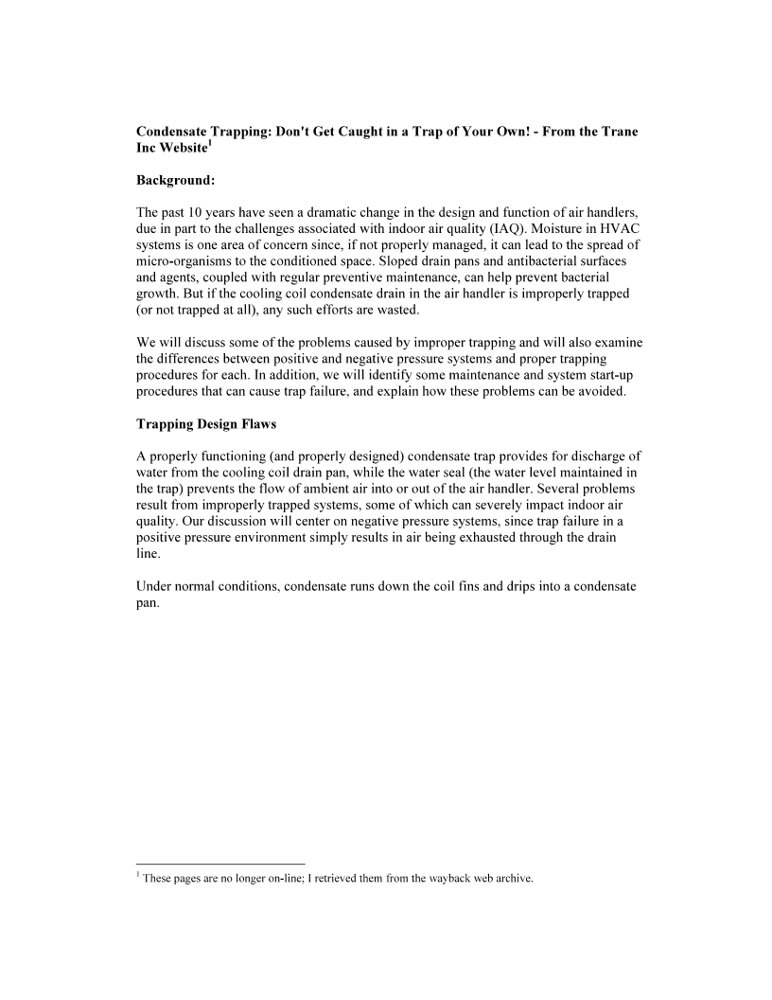 Condensate Trapping: Don't Get Caught in a Trap of Your Own! - From the Trane
Inc Website1
Background:
The past 10 years have seen a dramatic change in the design and function of air handlers,
due in part to the challenges associated with indoor air quality (IAQ). Moisture in HVAC
systems is one area of concern since, if not properly managed, it can lead to the spread of
micro-organisms to the conditioned space. Sloped drain pans and antibacterial surfaces
and agents, coupled with regular preventive maintenance, can help prevent bacterial
growth. But if the cooling coil condensate drain in the air handler is improperly trapped
(or not trapped at all), any such efforts are wasted.
We will discuss some of the problems caused by improper trapping and will also examine
the differences between positive and negative pressure systems and proper trapping
procedures for each. In addition, we will identify some maintenance and system start-up
procedures that can cause trap failure, and explain how these problems can be avoided.
Trapping Design Flaws
A properly functioning (and properly designed) condensate trap provides for discharge of
water from the cooling coil drain pan, while the water seal (the water level maintained in
the trap) prevents the flow of ambient air into or out of the air handler. Several problems
result from improperly trapped systems, some of which can severely impact indoor air
quality. Our discussion will center on negative pressure systems, since trap failure in a
positive pressure environment simply results in air being exhausted through the drain
line.
Under normal conditions, condensate runs down the coil fins and drips into a condensate
pan.
1 These pages are no longer on-line; I retrieved them from the wayback web archive.